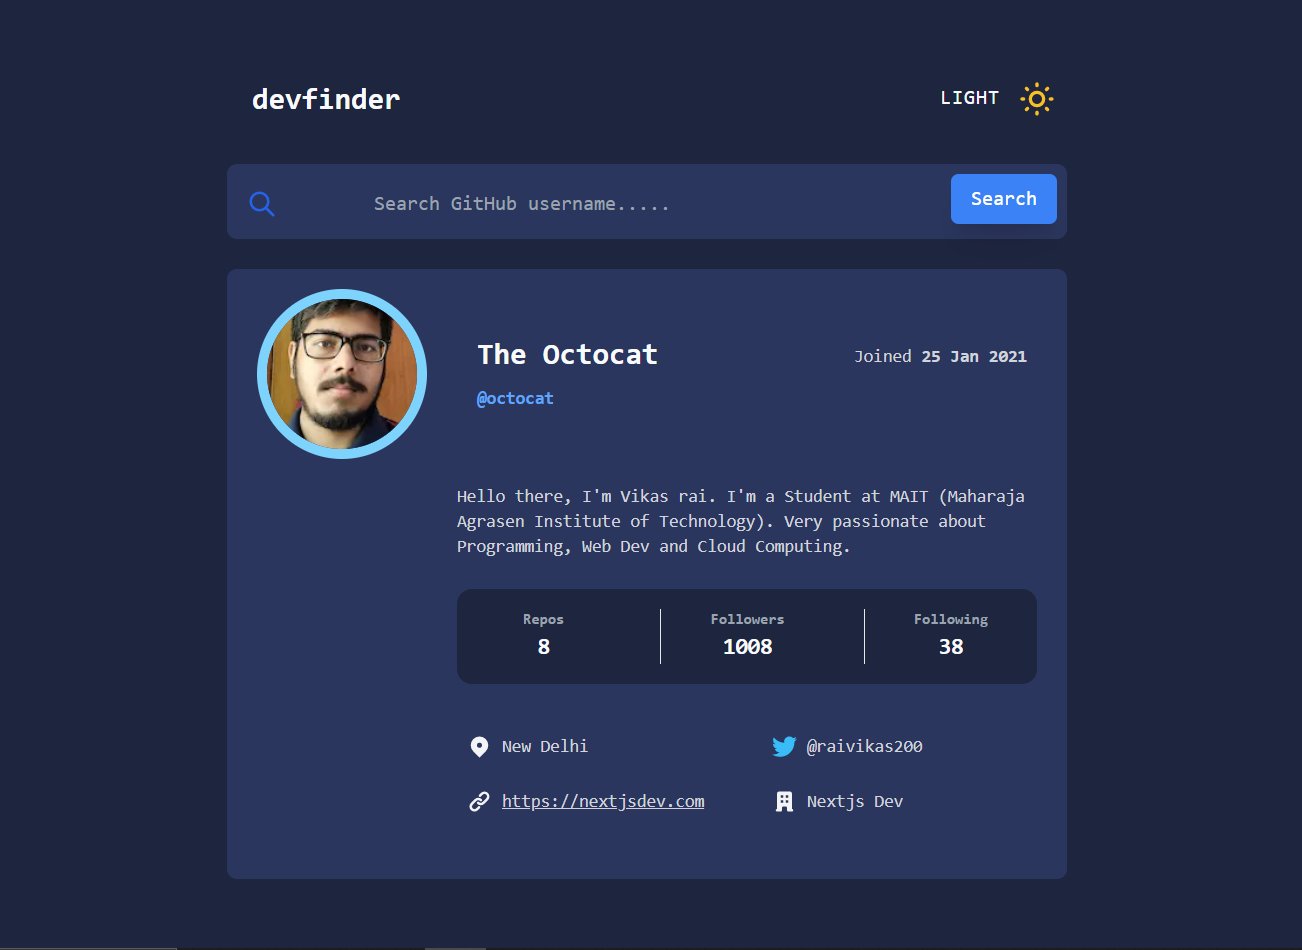 devfinder
LIGHT
Search GitHub username.....
Search
The Octocat
Joined 25 Jan 2021
@octocat
Hello there, I'm Vikas rai. I'm a Student at MAIT (Maharaja
Agrasen Institute of Technology). Very passionate about
Programming, Web Dev and Cloud Computing.
Repos
8
Followers
1008
Following
38
New Delhi
@raivikas200
https://nextjsdev.com
Nextjs Dev